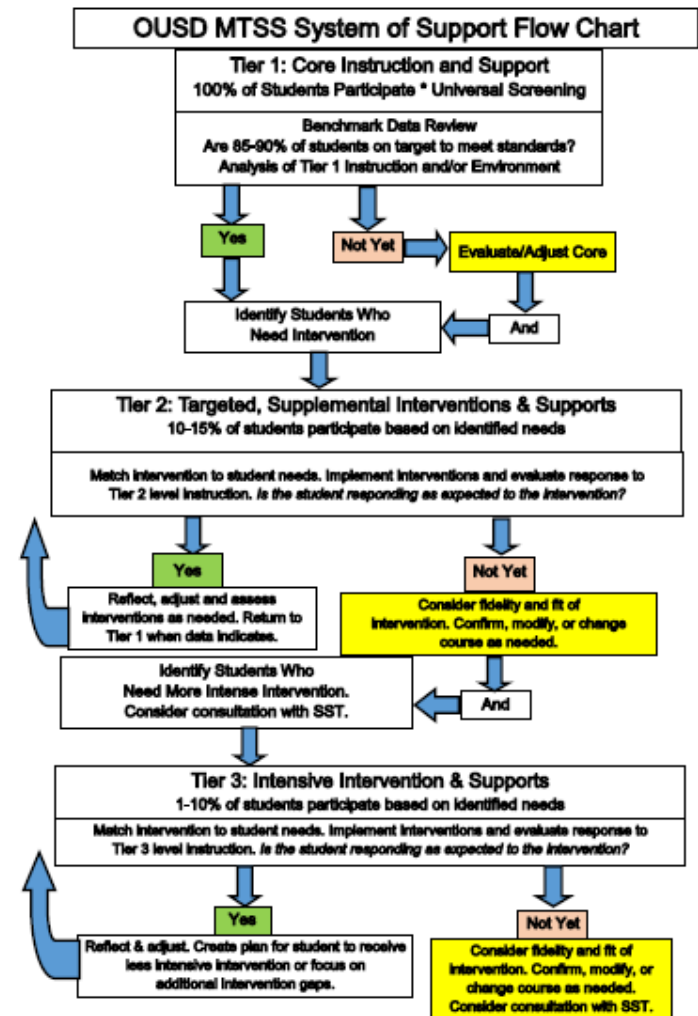 OUSD MTSS System of Support Flow Chart
Tier 1: Core Instruction and Support
100% of Students Participate * Universal Screening
Benchmark Data Review
Are 85-90% of students on target to meet standards?
Analysis of Tier 1 Instruction and/or Environment
Yes
Not Yet
Evaluate/Adjust Core
Identify Students Who
Need Intervention
And
Tier 2: Targeted, Supplemental Interventions & Supports
10-15% of students participate based on identified needs
Match intervention to student needs. Implement interventions and evaluate response to
Tier 2 level instruction. Is the student responding as expected to the intervention?
Yes
Not Yet
Reflect, adjust and assess
interventions as needed. Return to
Tier 1 when data indicates.
Consider fidelity and fit of
intervention. Confirm, modify, or change
course as needed.
Identify Students Who
Need More Intense Intervention.
Consider consultation with SST.
And
Tier 3: Intensive Intervention & Supports
1-10% of students participate based on identified needs
Match intervention to student needs. Implement interventions and evaluate response to
Tier 3 level instruction. Is the student responding as expected to the intervention?
Yes
Not Yet
Reflect & adjust. Create plan for student to receive
less intensive intervention or focus on
additional intervention gaps.
Consider fidelity and fit of
intervention. Confirm, modify, or
change course as needed.
Consider consultation with SST.